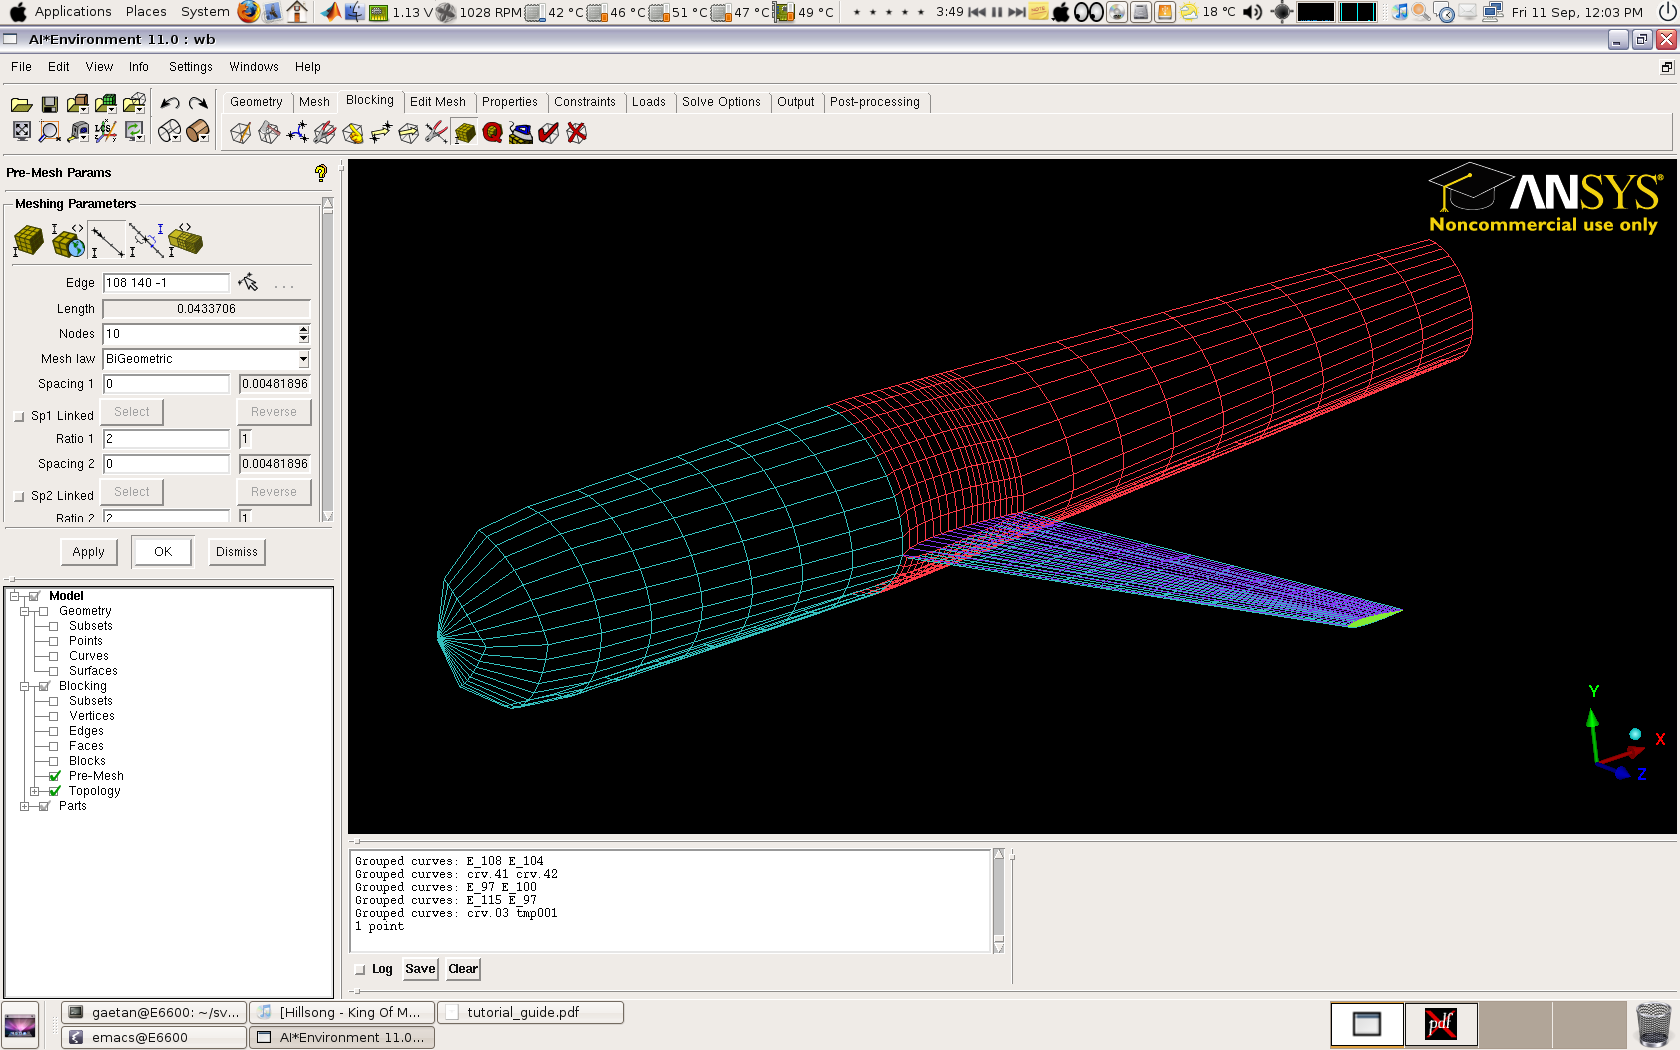 Applications Places System 1.13 V 1028 RPM 42 °C 46 °C 51 °C 47 °C 49 °C 3:49 18 °C Fri 11 Sep, 12:03 PM
AI*Environment 11.0 : wb
File Edit View Info Settings Windows Help
Geometry Mesh Blocking Edit Mesh Properties Constraints Loads Solve Options Output Post-processing
LCS
Pre-Mesh Params
Meshing Parameters
Edge 108 140 -1 ...
Length 0.0433706
Nodes 10
Mesh law BiGeometric
Spacing 1 0 0.00481896
Sp1 Linked Select Reverse
Ratio 1 2 1
Spacing 2 0 0.00481896
Sp2 Linked Select Reverse
Ratio 2 2 1
Apply OK Dismiss
Model
Geometry
Subsets
Points
Curves
Surfaces
Blocking
Subsets
Vertices
Edges
Faces
Blocks
Pre-Mesh
Topology
Parts
ANSYS®
Noncommercial use only
Y
X
Z
Grouped curves: E_108 E_104
Grouped curves: crv.41 crv.42
Grouped curves: E_97 E_100
Grouped curves: E_115 E_97
Grouped curves: crv.03 tmp001
1 point
Log Save Clear
gaetan@E6600: ~/sv... [Hillsong - King Of M... tutorial_guide.pdf
emacs@E6600 AI*Environment 11.0...
pdf